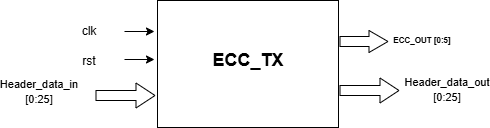 clk
rst
Header_data_in
[0:25]
ECC_TX
ECC_OUT [0:5]
Header_data_out
[0:25]